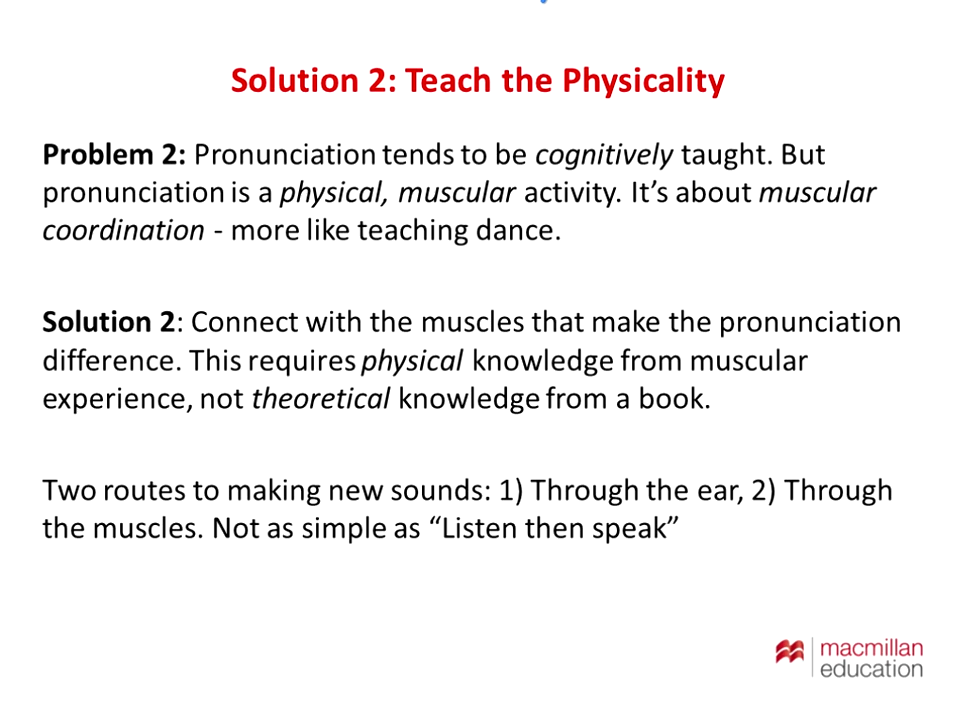 Solution 2: Teach the Physicality
Problem 2: Pronunciation tends to be cognitively taught. But
pronunciation is a physical, muscular activity. It’s about muscular
coordination - more like teaching dance.
Solution 2: Connect with the muscles that make the pronunciation
difference. This requires physical knowledge from muscular
experience, not theoretical knowledge from a book.
Two routes to making new sounds: 1) Through the ear, 2) Through
the muscles. Not as simple as “Listen then speak”
macmillan
education